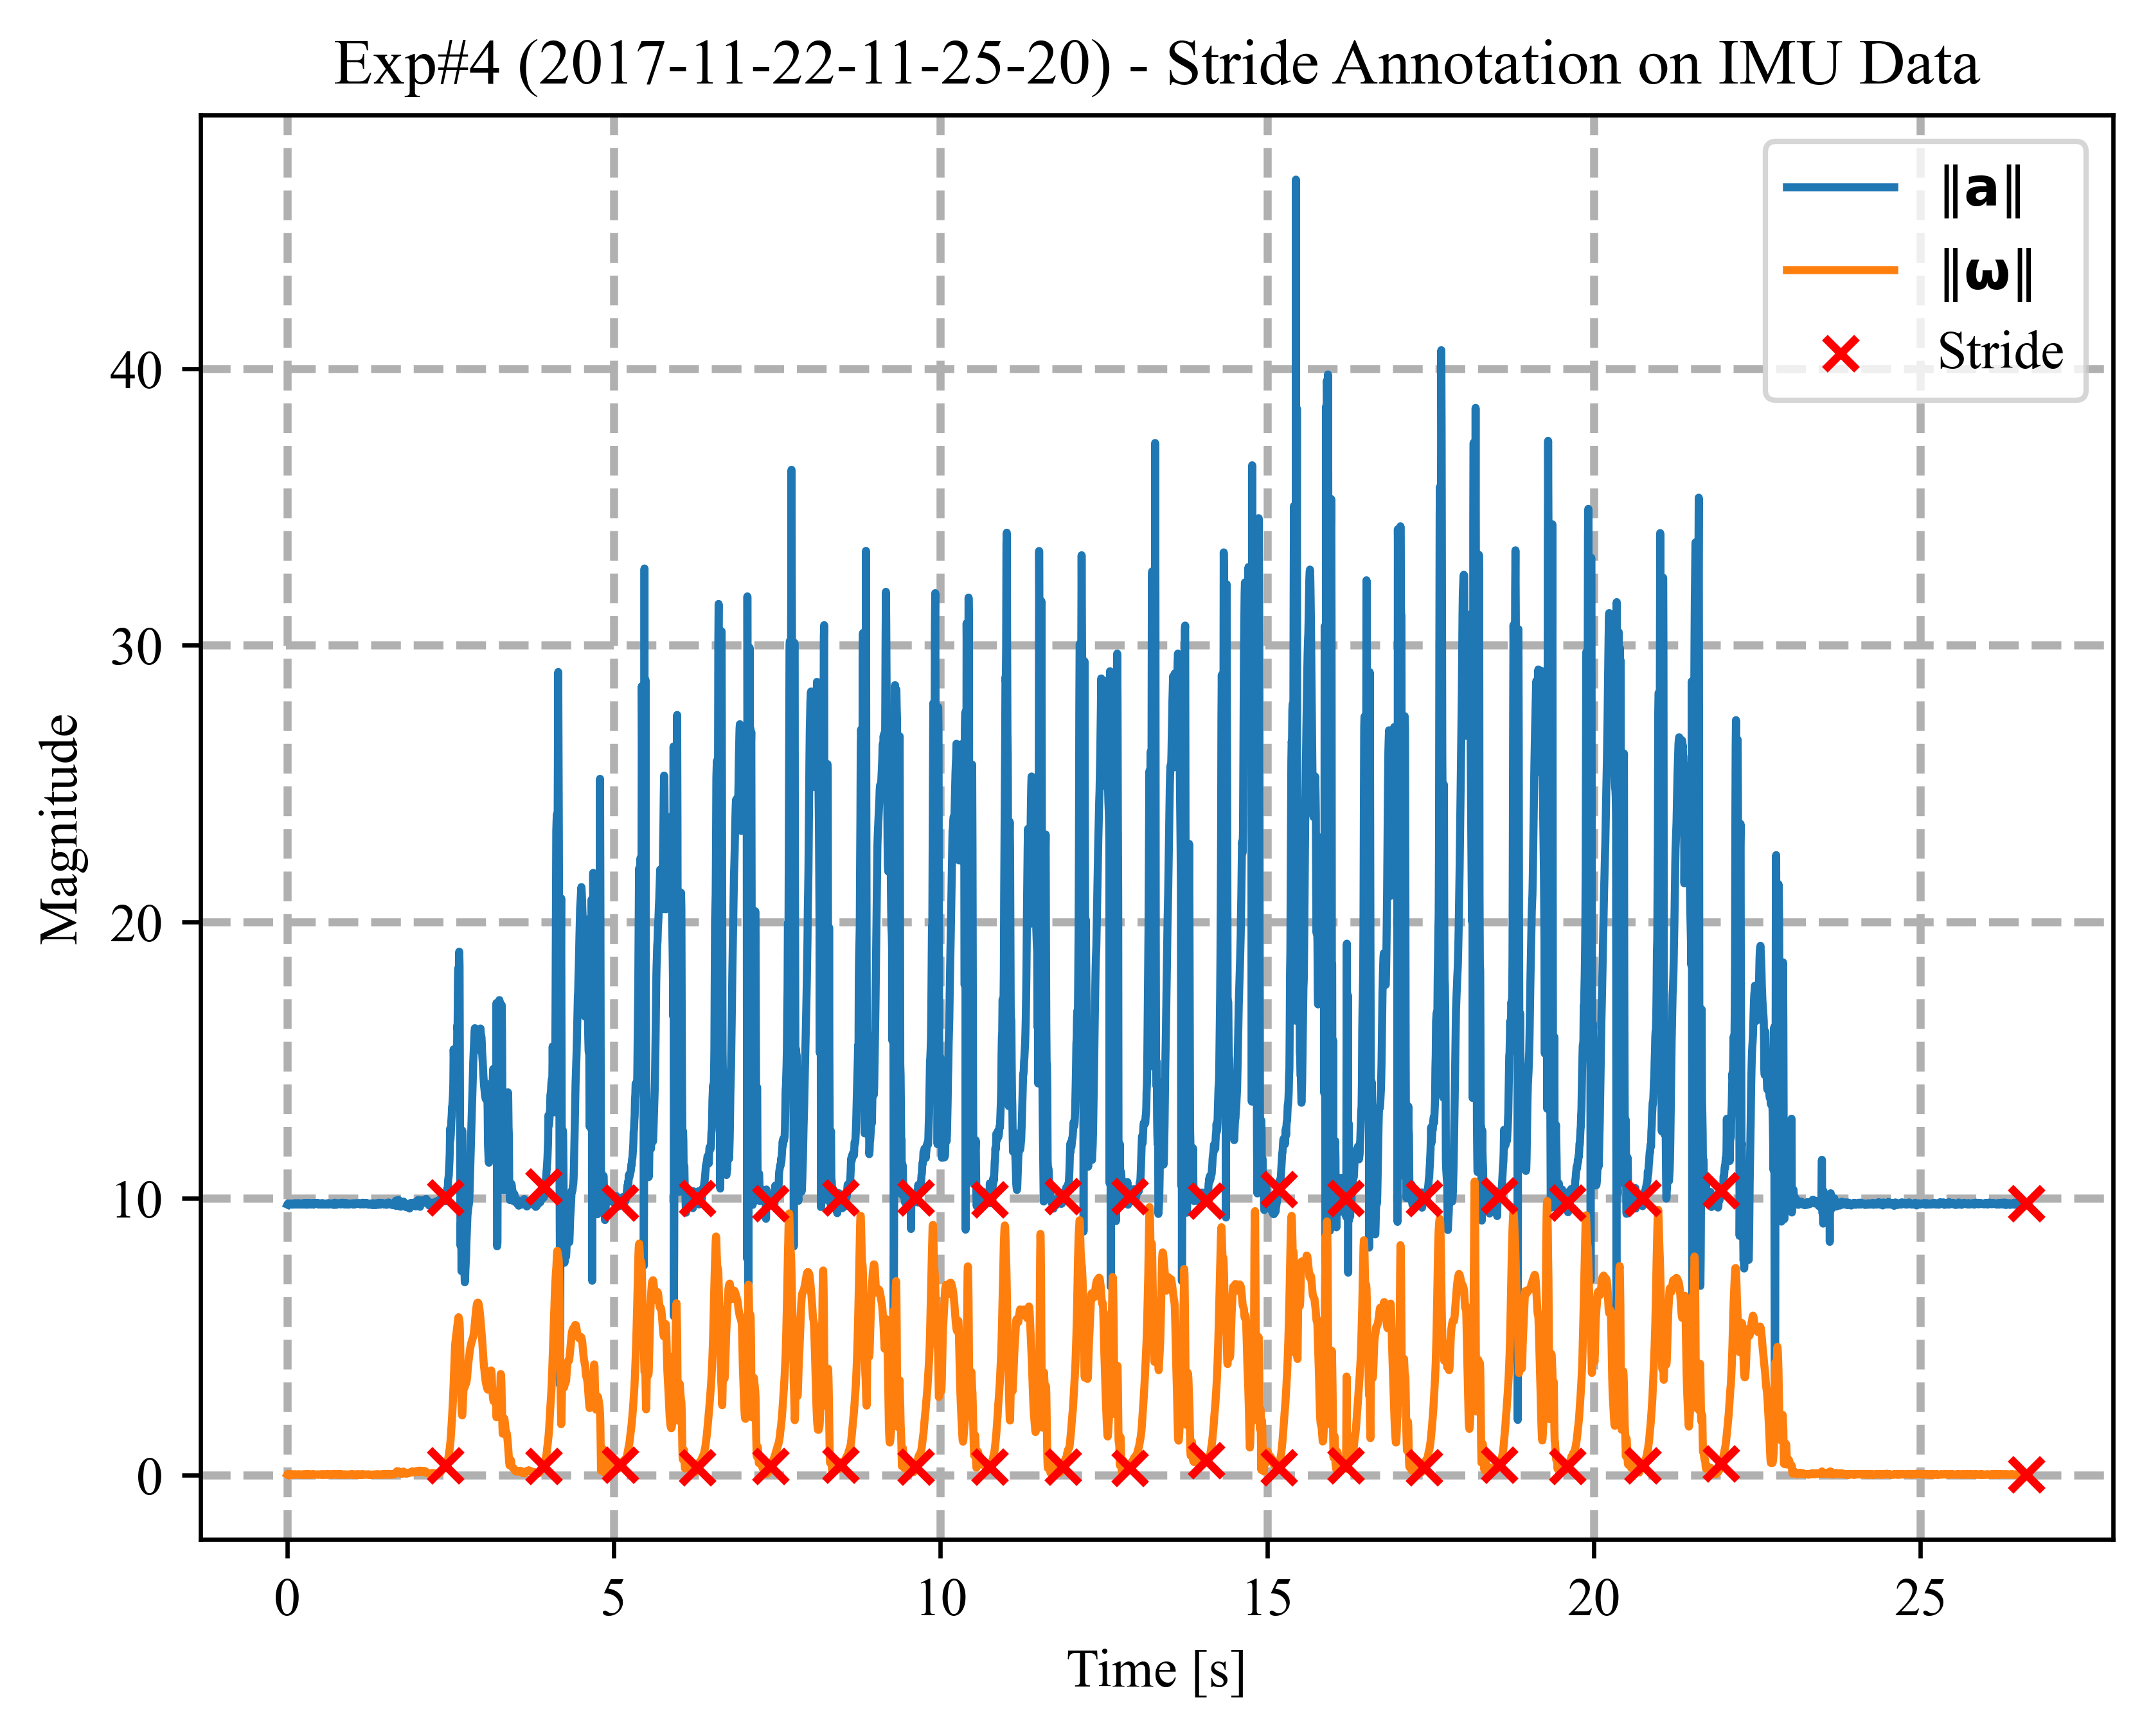 Exp#4 (2017-11-22-11-25-20) - Stride Annotation on IMU Data
‖a‖
‖ω‖
Stride
Magnitude
40
30
20
10
0
0 5 10 15 20 25
Time [s]